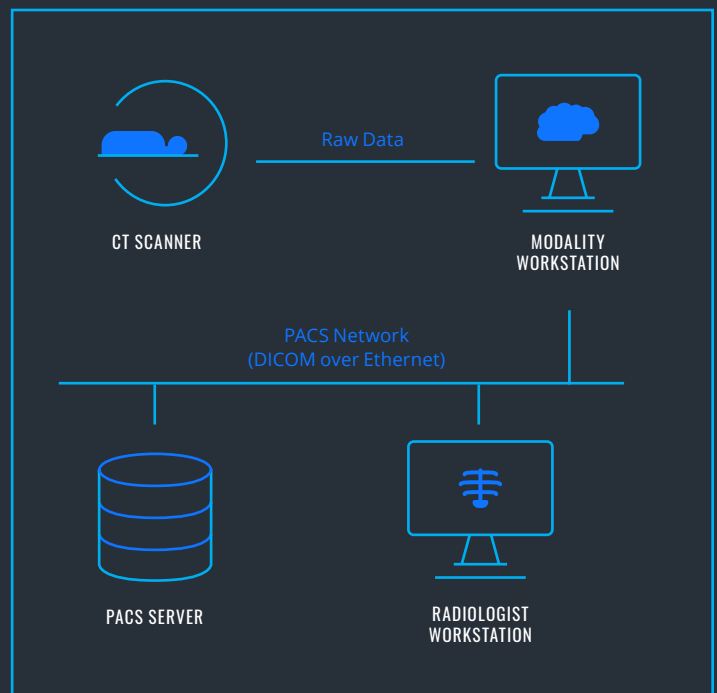 Raw Data
CT SCANNER
MODALITY
WORKSTATION
PACS Network
(DICOM over Ethernet)
PACS SERVER
RADIOLOGIST
WORKSTATION